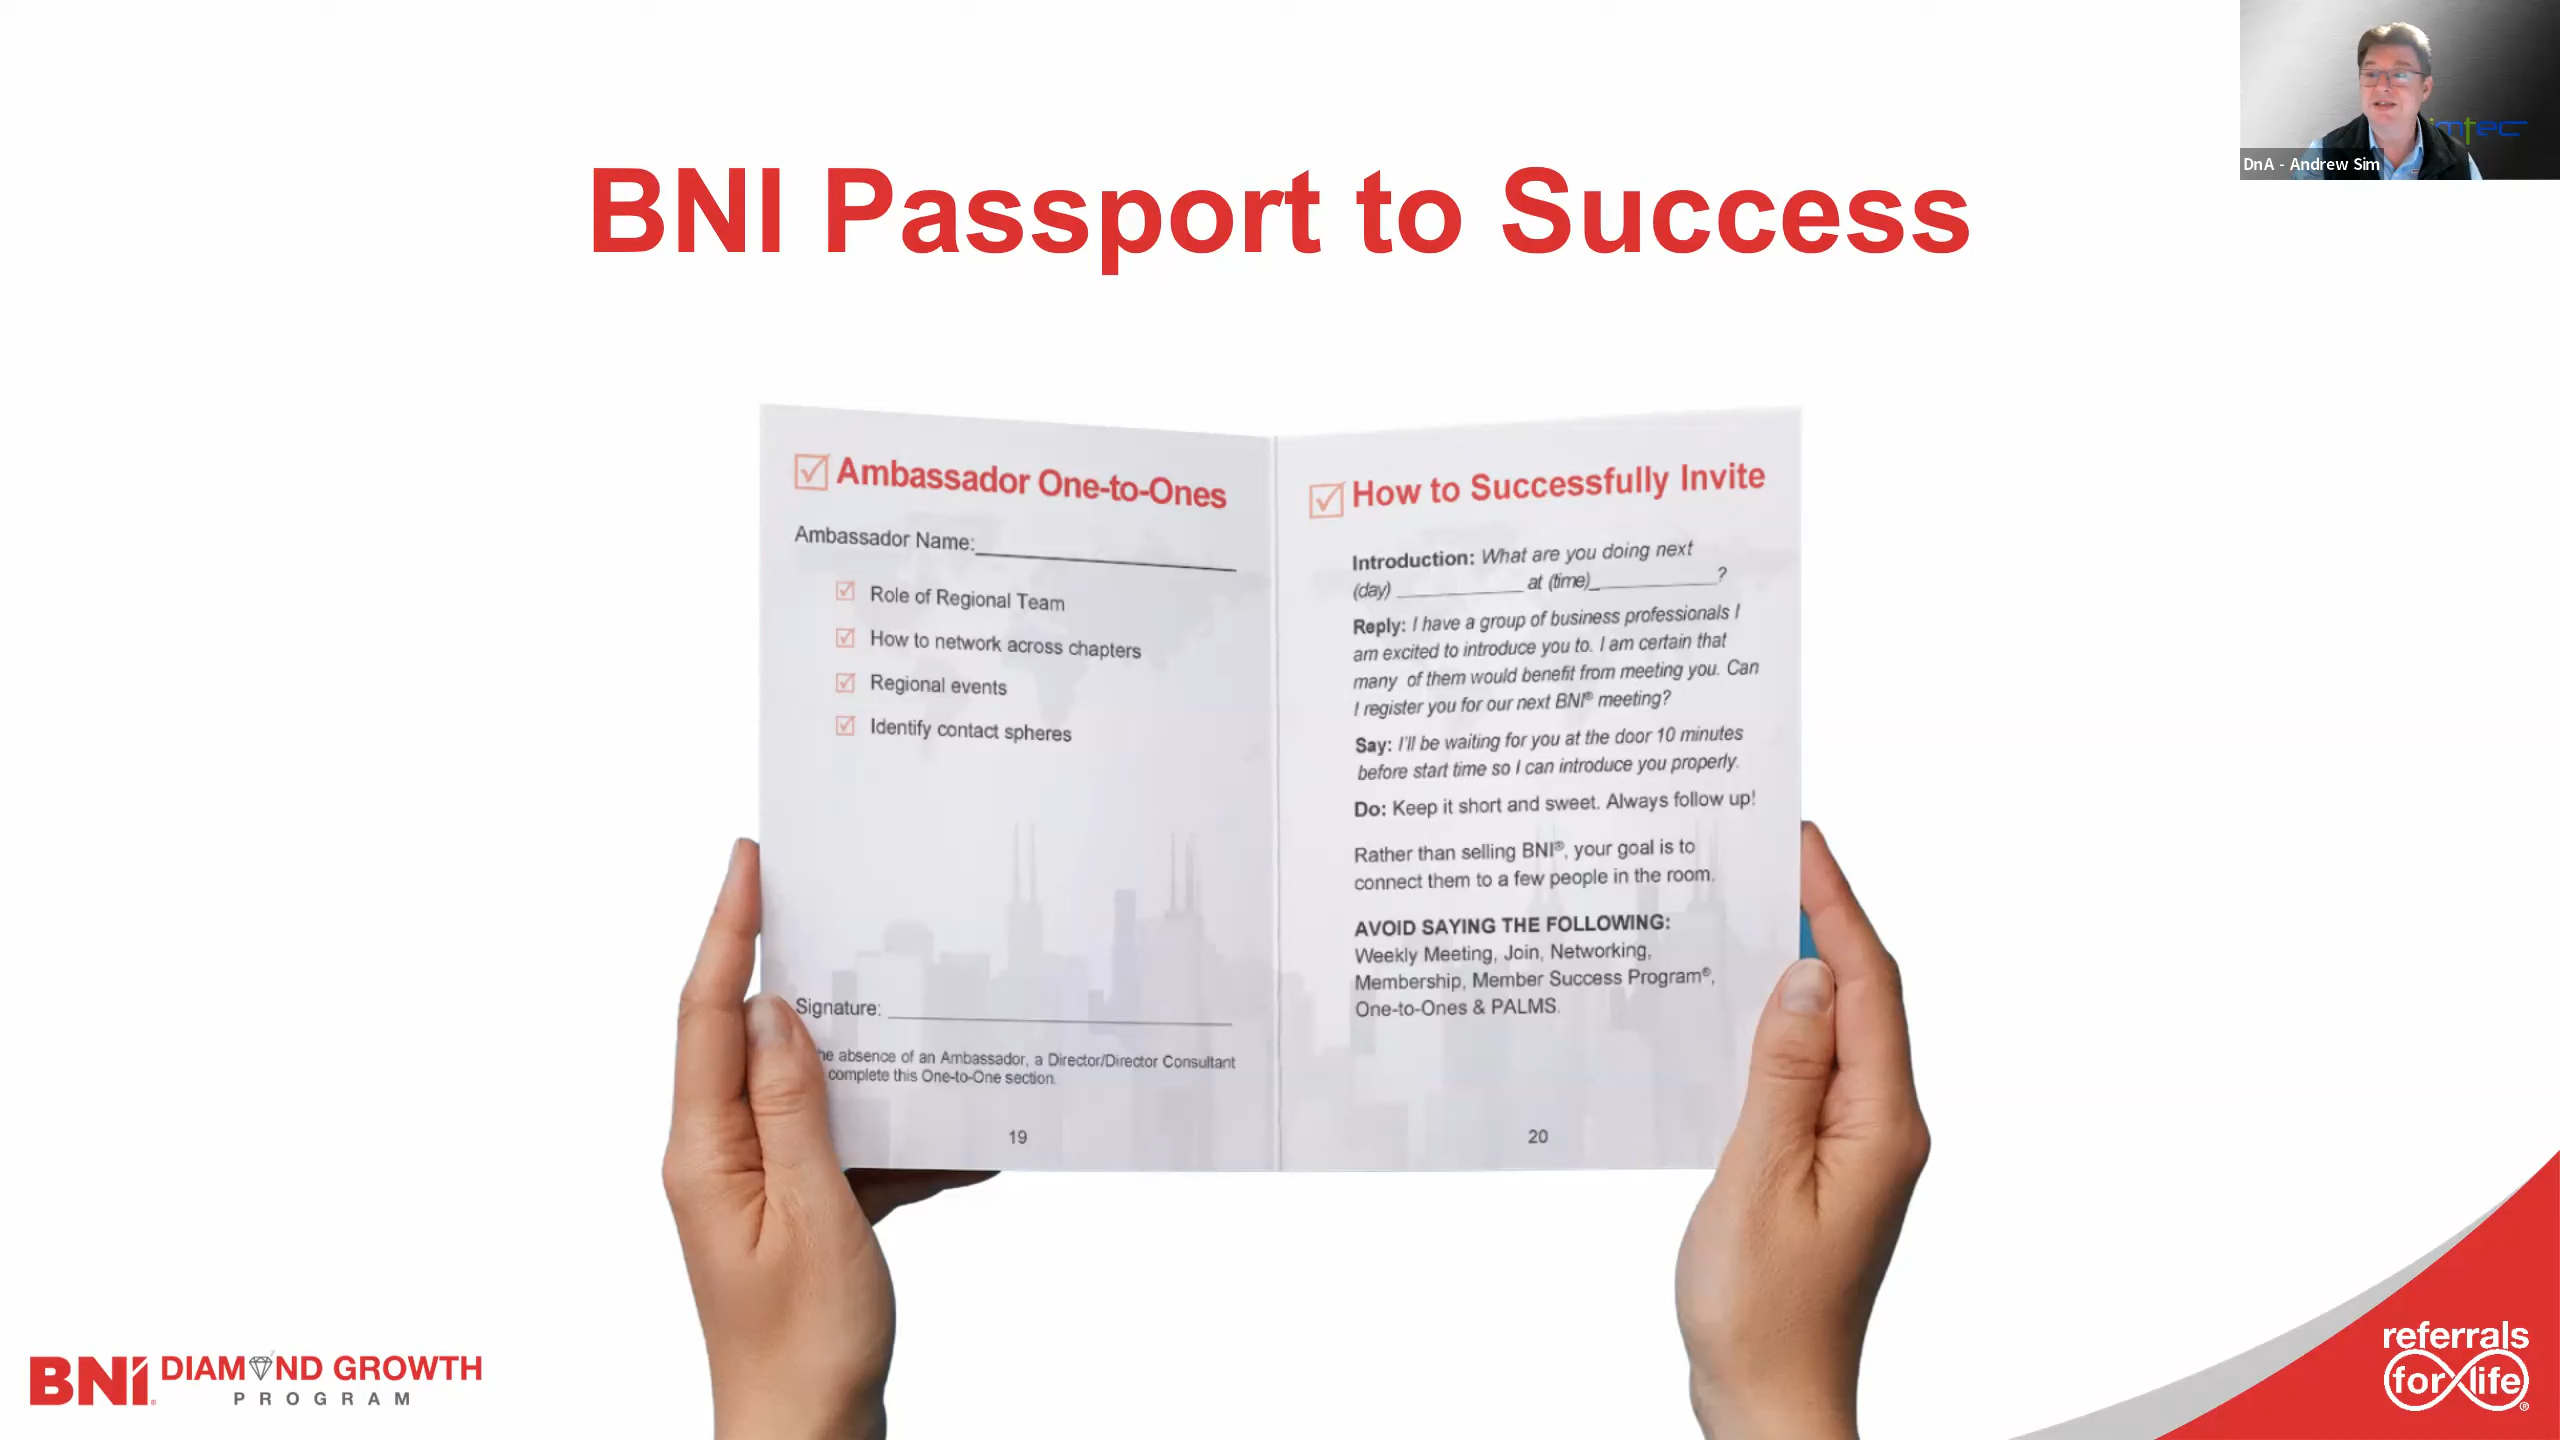 BNI Passport to Success
imtec
DnA - Andrew Sim
Ambassador One-to-Ones
Ambassador Name:
Role of Regional Team
How to network across chapters
Regional events
Identify contact spheres
Signature:
absence of an Ambassador, a Director/Director Consultant
complete this One-to-One section.
19
How to Successfully Invite
Introduction: What are you doing next
(day) ____________ at (time)____________?
Reply: I have a group of business professionals I
am excited to introduce you to. I am certain that
many of them would benefit from meeting you. Can
I register you for our next BNI® meeting?
Say: I'll be waiting for you at the door 10 minutes
before start time so I can introduce you properly.
Do: Keep it short and sweet. Always follow up!
Rather than selling BNI®, your goal is to
connect them to a few people in the room.
AVOID SAYING THE FOLLOWING:
Weekly Meeting, Join, Networking,
Membership, Member Success Program®,
One-to-Ones & PALMS.
20
BNI® DIAMOND GROWTH
PROGRAM
referrals
for life®